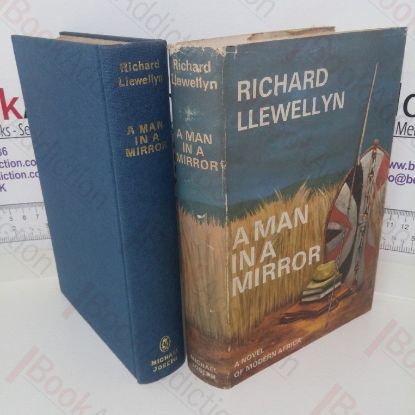 Richard
Llewellyn
A MAN
IN A
MIRROR
MICHAEL
JOSEPH
Richard
Llewellyn
A MAN
IN A
MIRROR
MICHAEL
JOSEPH
RICHARD
LLEWELLYN
A MAN
IN A
MIRROR
A NOVEL
OF MODERN AFRICA